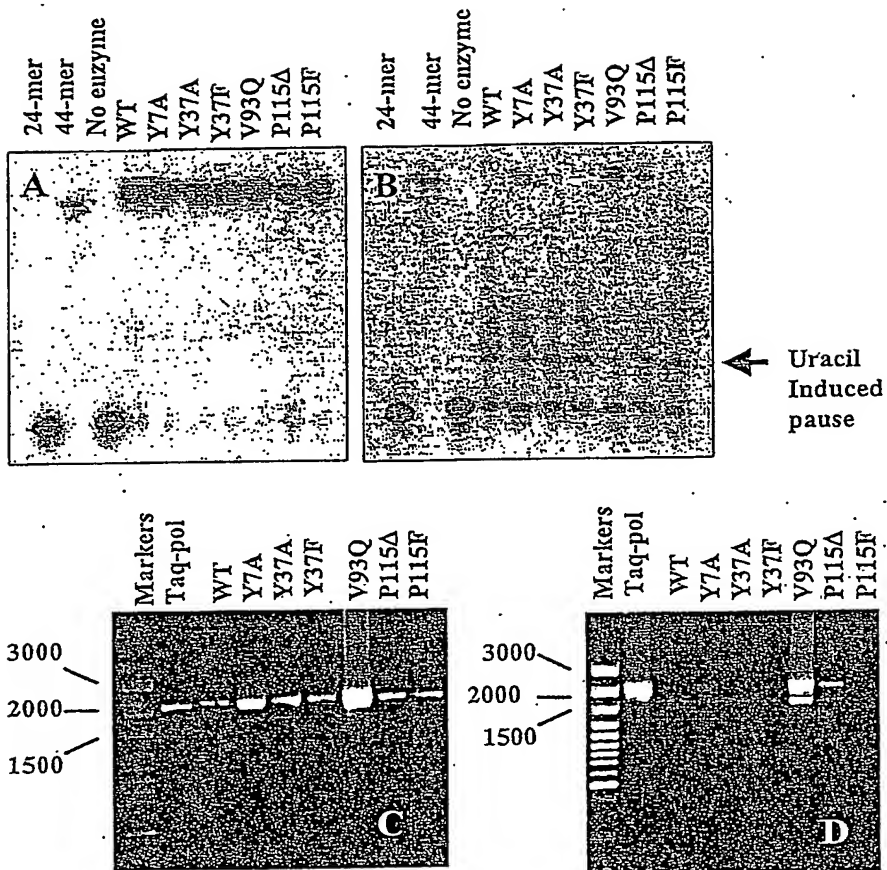 24-mer
44-mer
No enzyme
WT
Y7A
Y37A
Y37F
V93Q
P115Δ
P115F
24-mer
44-mer
No enzyme
WT
Y7A
Y37A
Y37F
V93Q
P115Δ
P115F
A
B
Uracil
Induced
pause
Markers
Taq-pol
WT
Y7A
Y37A
Y37F
V93Q
P115Δ
P115F
Markers
Taq-pol
WT
Y7A
Y37A
Y37F
V93Q
P115Δ
P115F
3000
2000
1500
C
3000
2000
1500
D